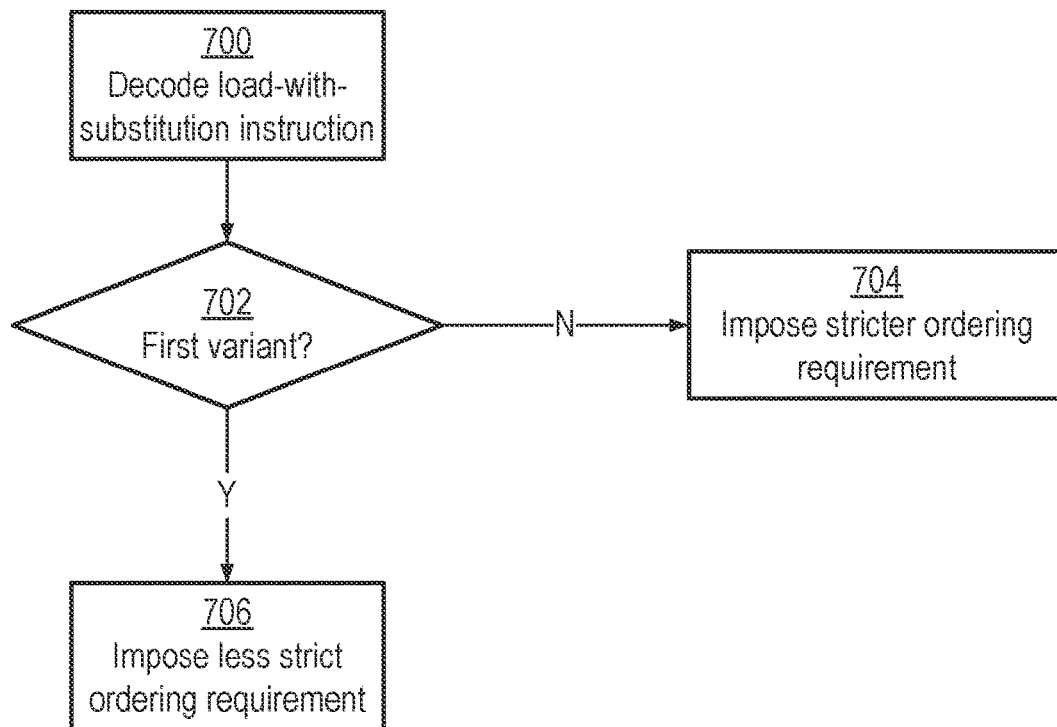 700
Decode load-with-
substitution instruction
702
First variant?
N
704
Impose stricter ordering
requirement
Y
706
Impose less strict
ordering requirement